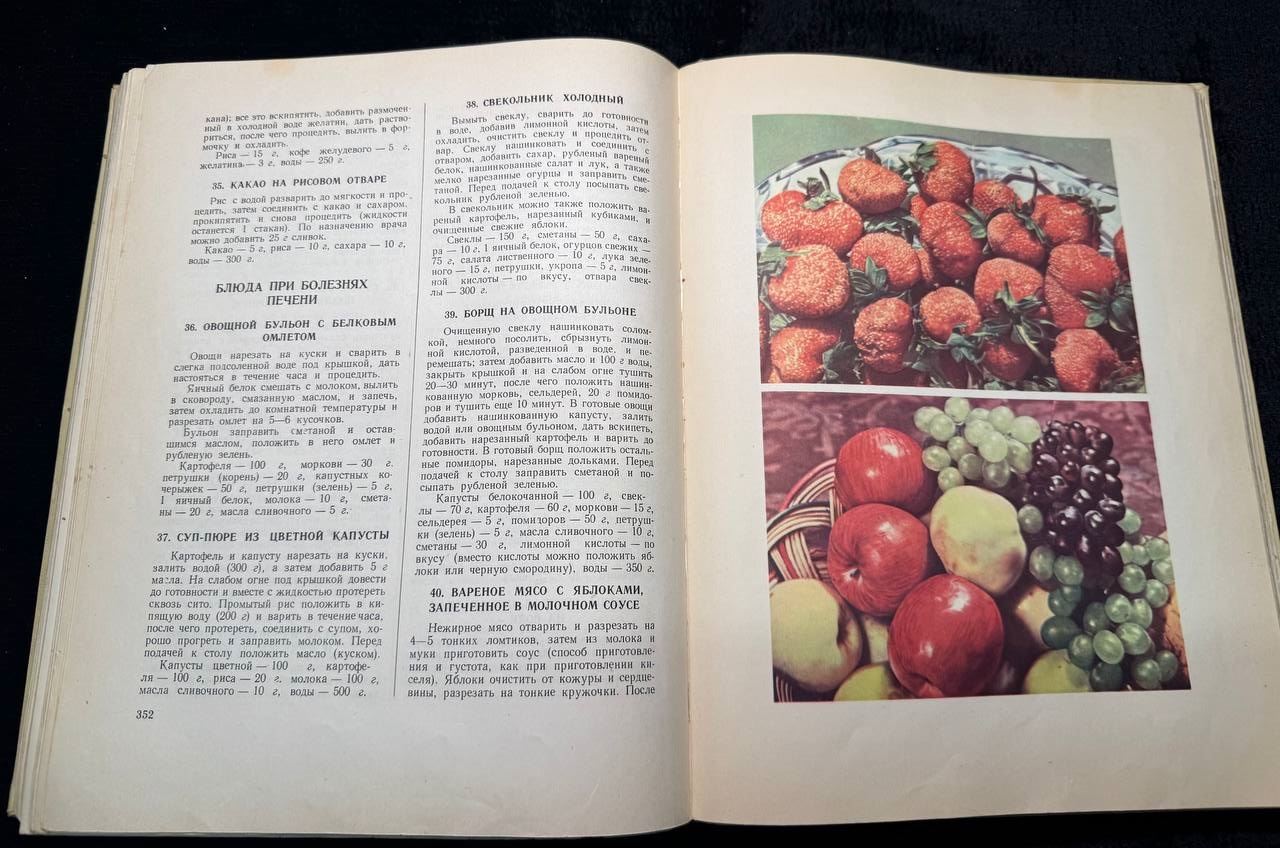 кана); все это вскипятить, добавить размочен-
ный в холодной воде желатин, дать раство-
риться, после чего процедить, вылить в фор-
мочку и охладить.
Риса — 15 г, кофе желудевого — 5 г,
желатина — 3 г, воды — 250 г.
35. КАКАО НА РИСОВОМ ОТВАРЕ
Рис с водой разварить до мягкости и про-
цедить, затем соединить с какао и сахаром,
прокипятить и снова процедить (жидкости
останется 1 стакан). По назначению врача
можно добавить 25 г сливок.
Какао — 5 г, риса — 10 г, сахара — 10 г,
воды — 300 г.
БЛЮДА ПРИ БОЛЕЗНЯХ
ПЕЧЕНИ
36. ОВОЩНОЙ БУЛЬОН С БЕЛКОВЫМ
ОМЛЕТОМ
Овощи нарезать на куски и сварить в
слегка подсоленной воде под крышкой, дать
настояться в течение часа и процедить.
Яичный белок смешать с молоком, вылить
в сковороду, смазанную маслом, и запечь,
затем охладить до комнатной температуры и
разрезать омлет на 5—6 кусочков.
Бульон заправить сметаной и остав-
шимся маслом, положить в него омлет и
рубленую зелень.
Картофеля — 100 г, моркови — 30 г.
петрушки (корень) — 20 г, капустных ко-
черыжек — 50 г, петрушки (зелень) — 5 г,
1 яичный белок, молока — 10 г, смета-
ны — 20 г, масла сливочного — 5 г.
37. СУП-ПЮРЕ ИЗ ЦВЕТНОЙ КАПУСТЫ
Картофель и капусту нарезать на куски,
залить водой (300 г), а затем добавить 5 г
масла. На слабом огне под крышкой довести
до готовности и вместе с жидкостью протереть
сквозь сито. Промытый рис положить в ки-
пящую воду (200 г) и варить в течение часа,
после чего протереть, соединить с супом, хо-
рошо прогреть и заправить молоком. Перед
подачей к столу положить масло (куском).
Капусты цветной — 100 г, картофе-
ля — 100 г, риса — 20 г. молока — 100 г,
масла сливочного — 10 г, воды — 500 г.
352
38. СВЕКОЛЬНИК ХОЛОДНЫЙ
Вымыть свеклу, сварить до готовности
в воде, добавив лимонной кислоты, затем
охладить, очистить свеклу и процедить от-
вар. Свеклу нашинковать и соединить с
отваром, добавить сахар, рубленый вареный
белок, нашинкованные салат и лук, а также
мелко нарезанные огурцы и заправить сме-
таной. Перед подачей к столу посыпать све-
кольник рубленой зеленью.
В свекольник можно также положить ва-
реный картофель, нарезанный кубиками, и
очищенные свежие яблоки.
Свеклы — 150 г, сметаны — 50 г, саха-
ра — 10 г, 1 яичный белок, огурцов свежих —
75 г, салата лиственного — 10 г, лука зеле-
ного — 15 г, петрушки, укропа — 5 г, лимон-
ной кислоты — по вкусу, отвара свек-
лы — 300 г.
39. БОРЩ НА ОВОЩНОМ БУЛЬОНЕ
Очищенную свеклу нашинковать солом-
кой, немного посолить, сбрызнуть лимон-
ной кислотой, разведенной в воде, и пе-
ремешать; затем добавить масло и 100 г воды,
закрыть крышкой и на слабом огне тушить
20—30 минут, после чего положить нашин-
кованную морковь, сельдерей, 20 г помидо-
ров и тушить еще 10 минут. В готовые овощи
добавить нашинкованную капусту, залить
водой или овощным бульоном, дать вскипеть,
добавить нарезанный картофель и варить до
готовности. В готовый борщ положить осталь-
ные помидоры, нарезанные дольками. Перед
подачей к столу заправить сметаной и по-
сыпать рубленой зеленью.
Капусты белокочанной — 100 г, свек-
лы — 70 г, картофеля — 60 г, моркови — 15 г,
сельдерея — 5 г, помидоров — 50 г, петруш-
ки (зелень) — 5 г, масла сливочного — 10 г,
сметаны — 30 г, лимонной кислоты — по
вкусу (вместо кислоты можно положить яб-
локи или черную смородину), воды — 350 г.
40. ВАРЕНОЕ МЯСО С ЯБЛОКАМИ,
ЗАПЕЧЕННОЕ В МОЛОЧНОМ СОУСЕ
Нежирное мясо отварить и разрезать на
4—5 тонких ломтиков, затем из молока и
муки приготовить соус (способ приготовле-
ния и густота, как при приготовлении ки-
селя). Яблоки очистить от кожуры и сердце-
вины, разрезать на тонкие кружочки. После